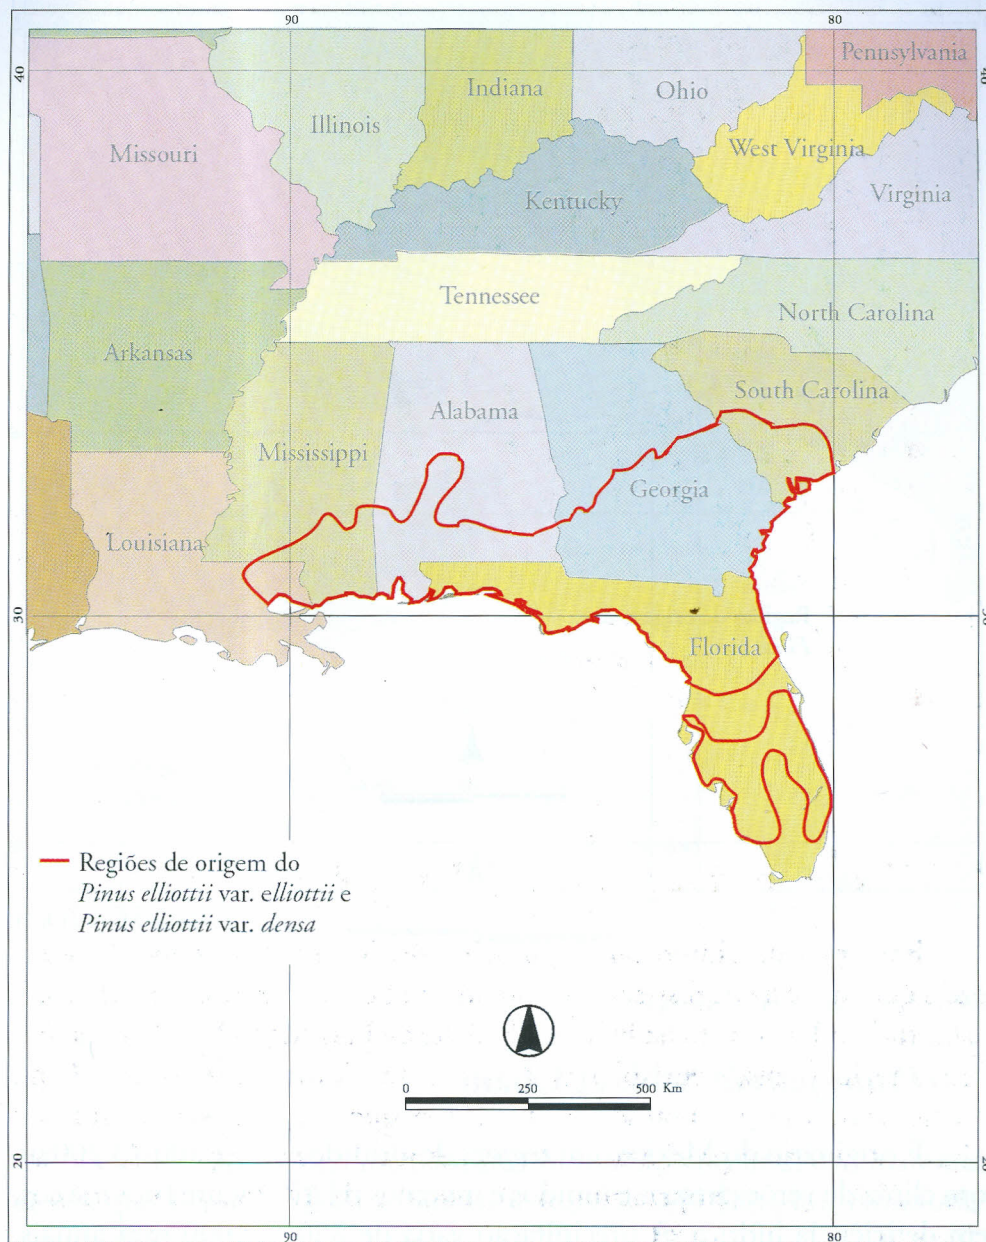 90 80
40 Pennsylvania 40
Indiana Ohio
Illinois
Missouri West Virginia
Virginia
Kentucky
Tennessee
North Carolina
Arkansas
South Carolina
Alabama
Mississippi
Georgia
Louisiana
30
Florida
Regiões de origem do
Pinus elliottii var. elliottii e
Pinus elliottii var. densa
0 250 500 Km
20
90 80